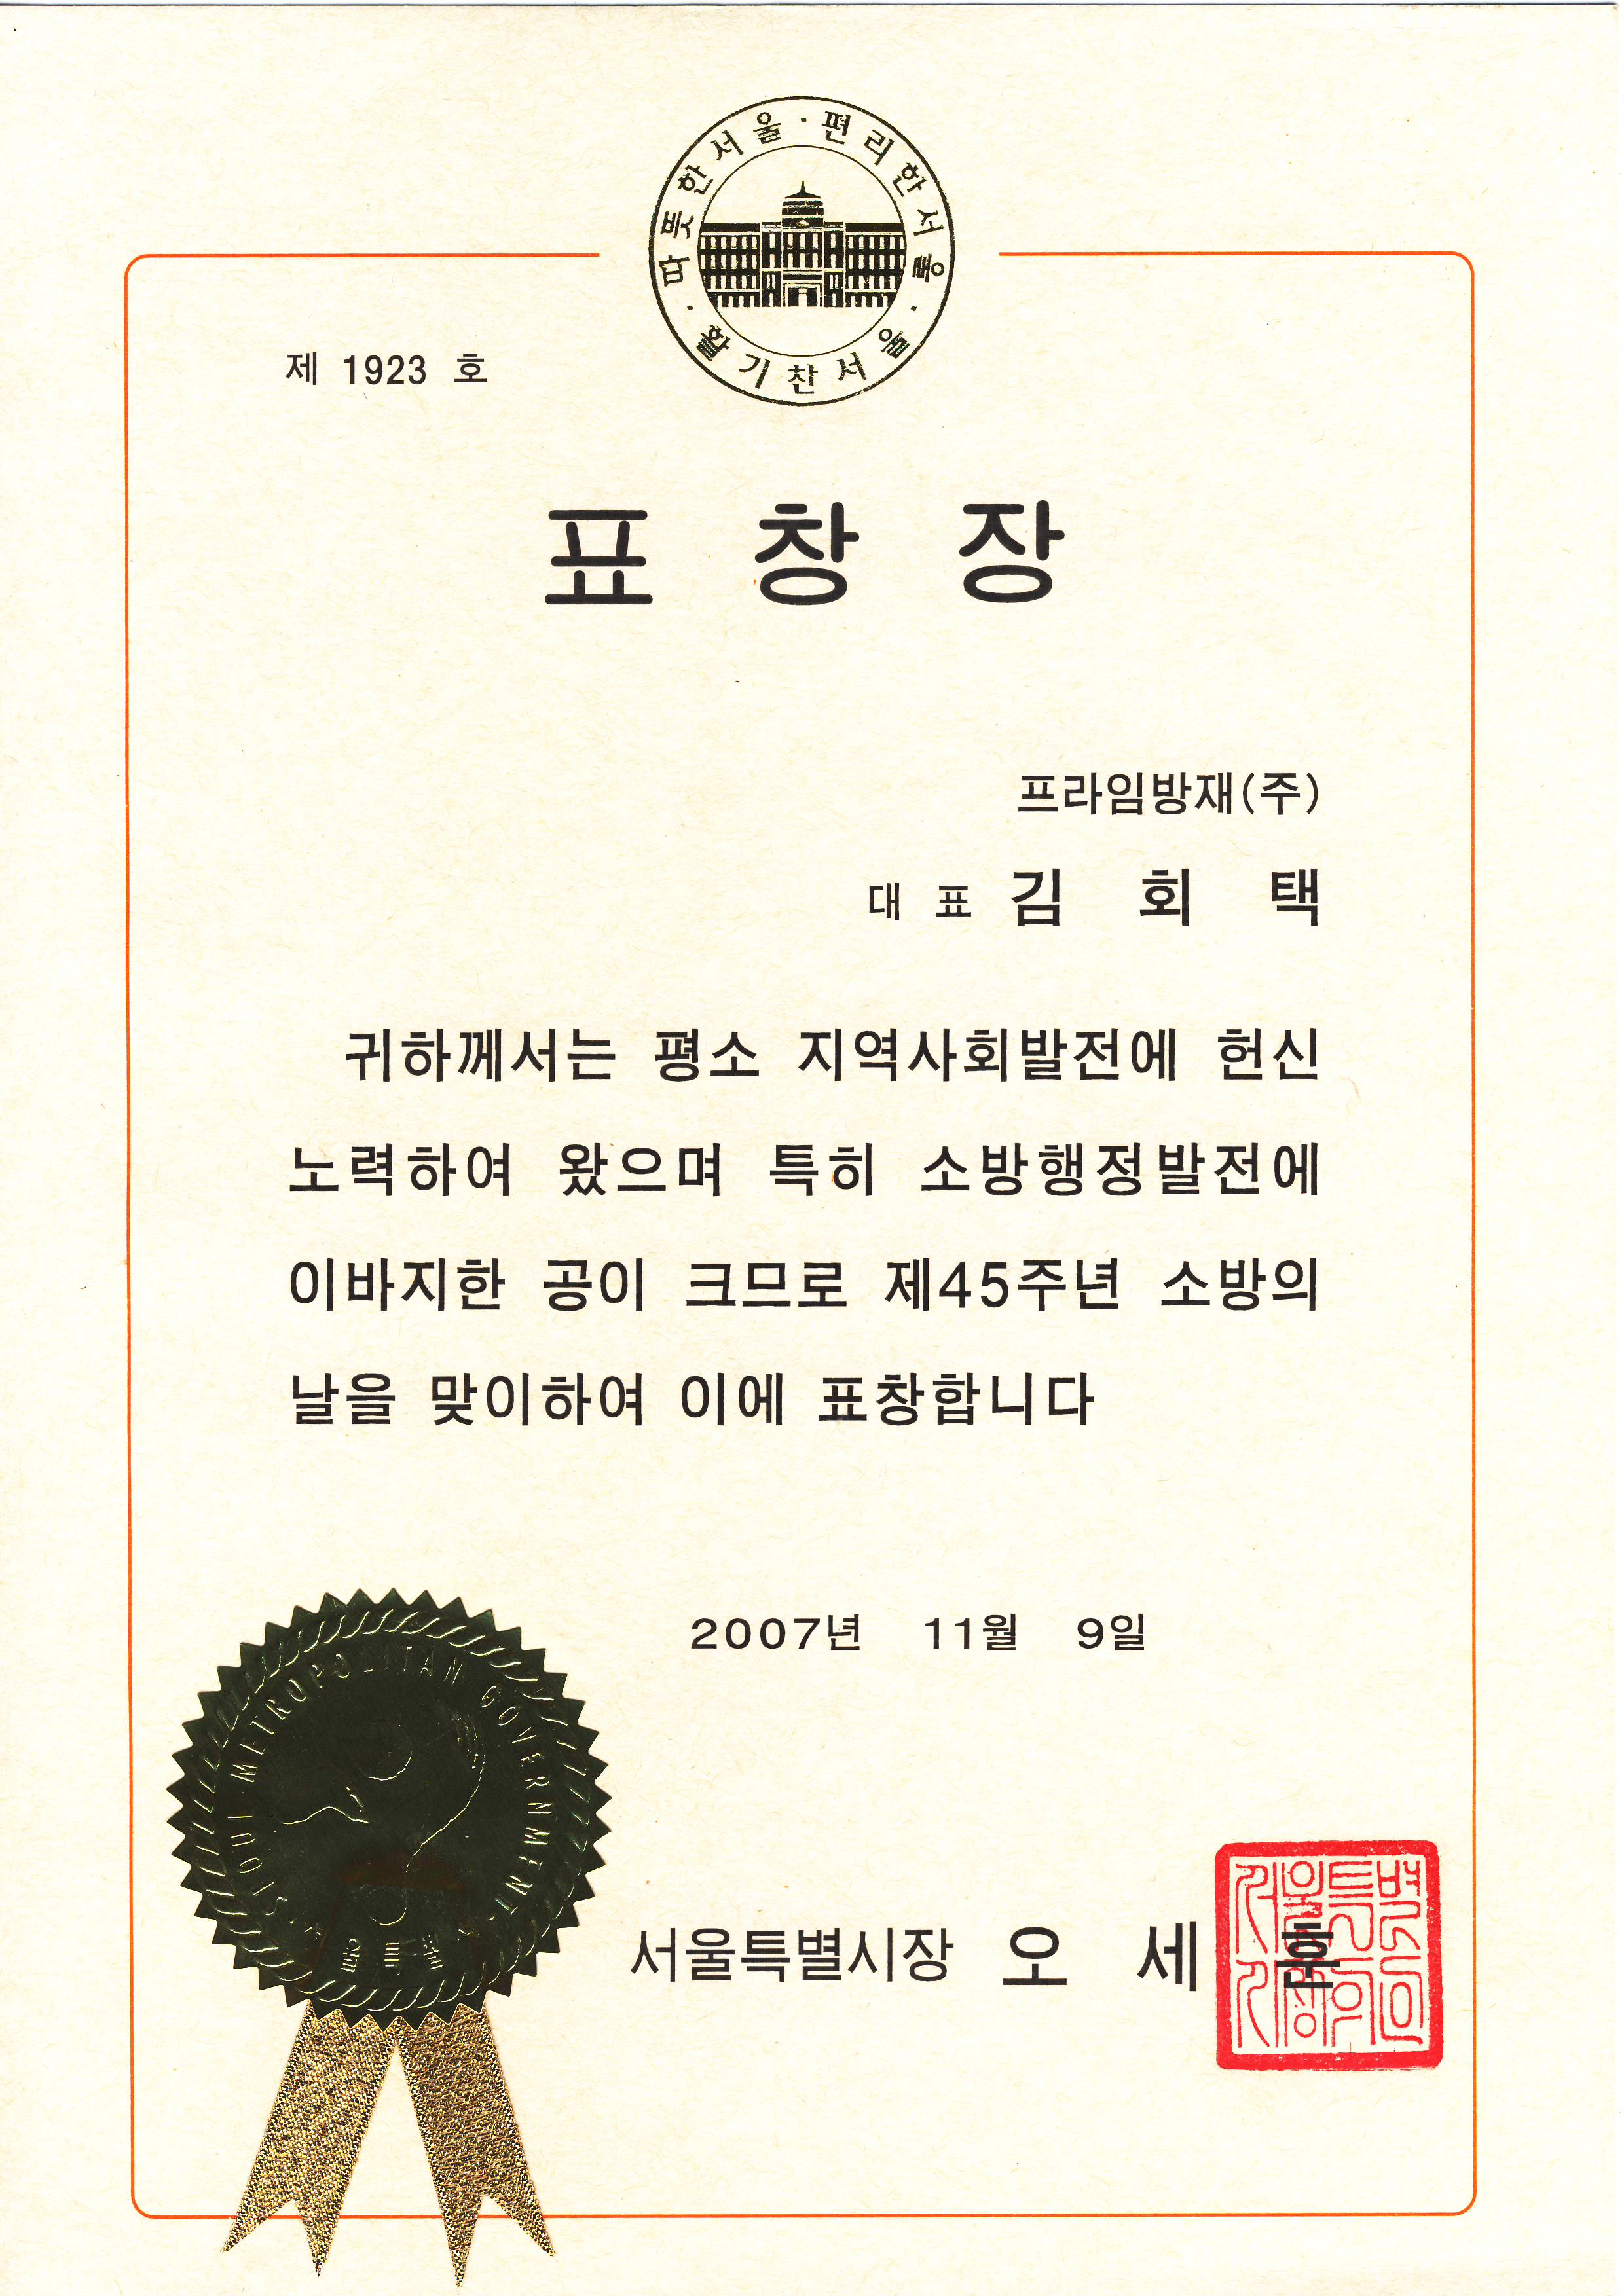 따뜻한서울·편리한서울·활기찬서울·
제 1923 호
표 창 장
프라임방재(주)
대 표 김 회 택
귀하께서는 평소 지역사회발전에 헌신
노력하여 왔으며 특히 소방행정발전에
이바지한 공이 크므로 제45주년 소방의
날을 맞이하여 이에 표창합니다
2007년 11월 9일
SEOUL METROPOLITAN GOVERNMENT
서울특별시
서울특별시장 오 세 훈